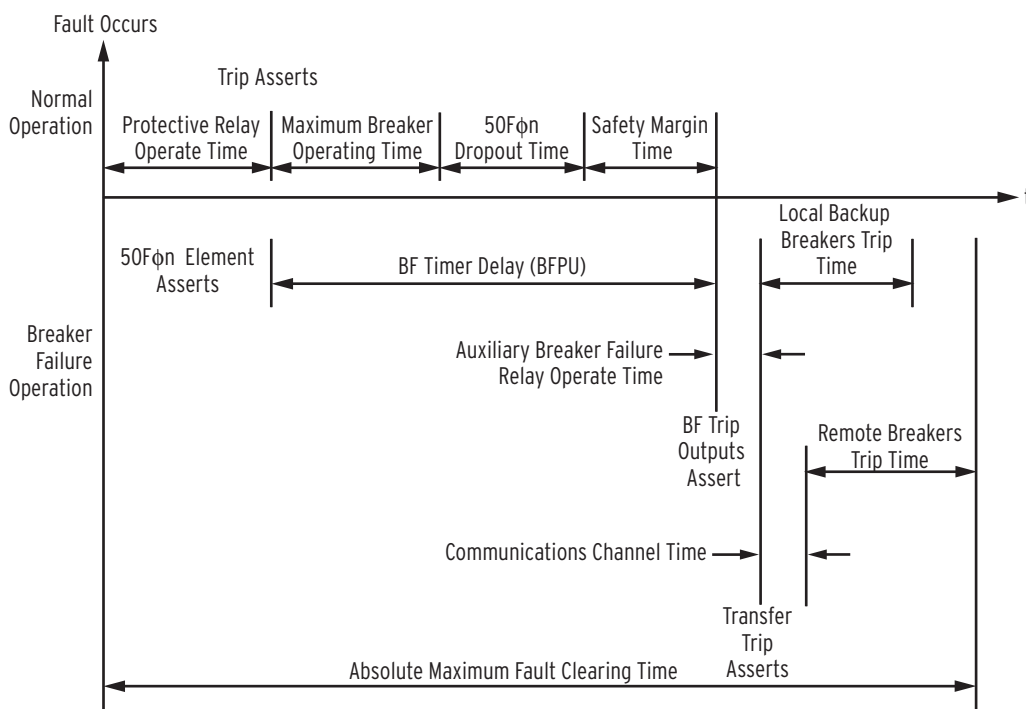 Fault Occurs
Trip Asserts
Normal
Operation
Protective Relay
Operate Time
Maximum Breaker
Operating Time
50Fϕn
Dropout Time
Safety Margin
Time
t
Local Backup
Breakers Trip
Time
50Fϕn Element
Asserts
BF Timer Delay (BFPU)
Breaker
Failure
Operation
Auxiliary Breaker Failure
Relay Operate Time
BF Trip
Outputs
Assert
Remote Breakers
Trip Time
Communications Channel Time
Transfer
Trip
Asserts
Absolute Maximum Fault Clearing Time